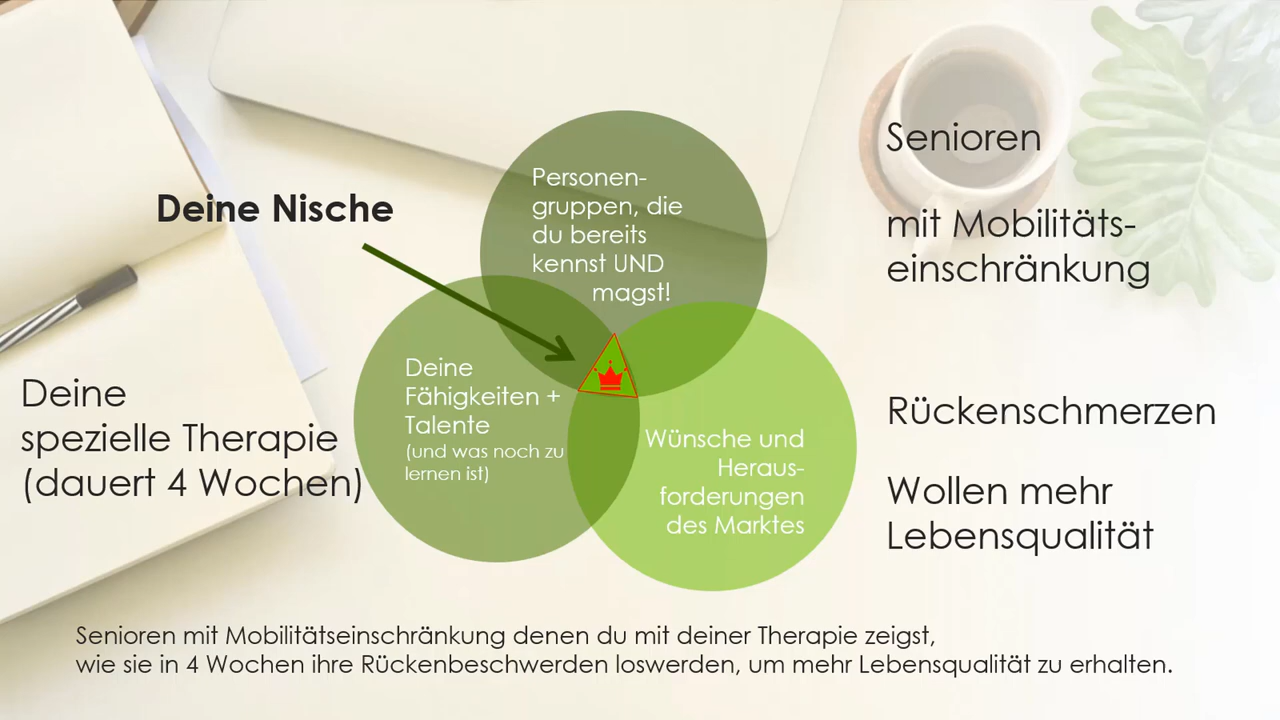 Deine Nische
Personen-
gruppen, die
du bereits
kennst UND
magst!
Deine
Fähigkeiten +
Talente
(und was noch zu
lernen ist)
Wünsche und
Heraus-
forderungen
des Marktes
Deine
spezielle Therapie
(dauert 4 Wochen)
Senioren
mit Mobilitäts-
einschränkung
Rückenschmerzen
Wollen mehr
Lebensqualität
Senioren mit Mobilitätseinschränkung denen du mit deiner Therapie zeigst,
wie sie in 4 Wochen ihre Rückenbeschwerden loswerden, um mehr Lebensqualität zu erhalten.